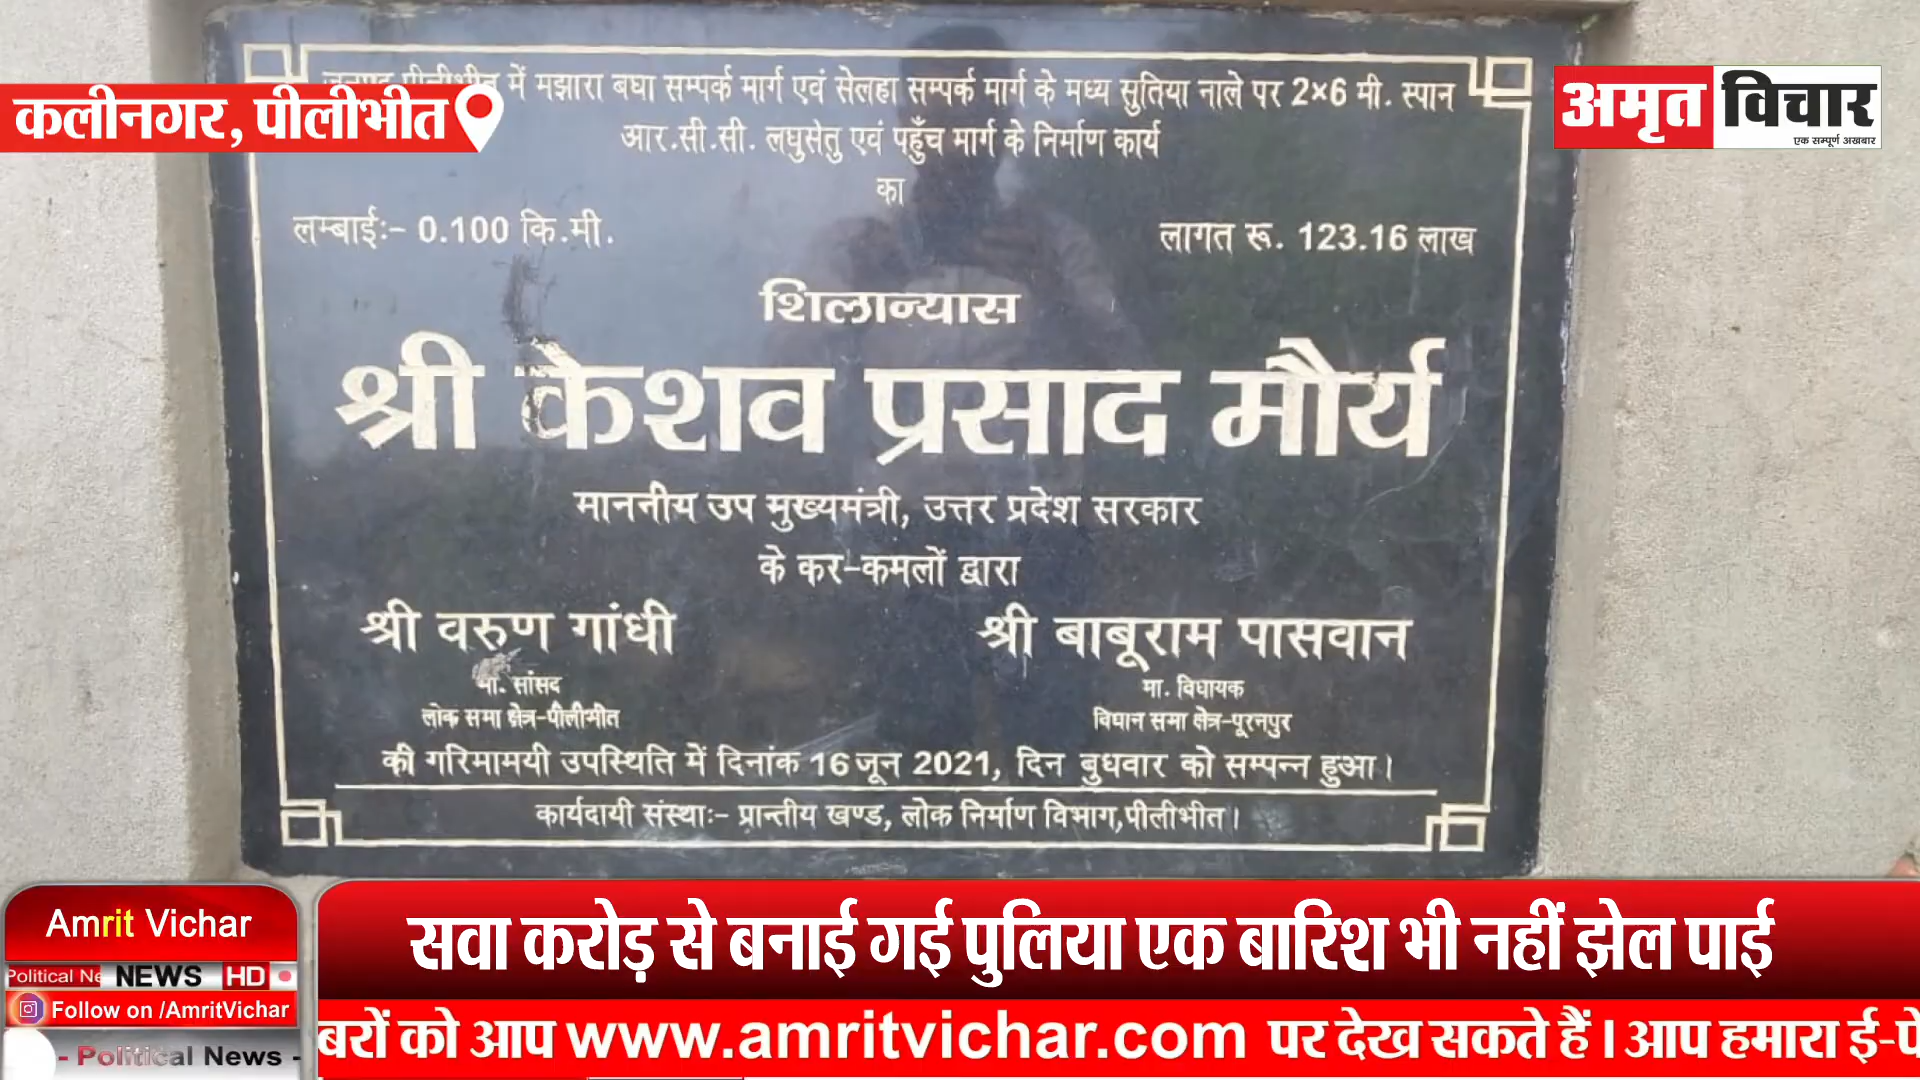 जनपद पीलीभीत में मझारा बघा सम्पर्क मार्ग एवं सेलहा सम्पर्क मार्ग के मध्य सुतिया नाले पर 2×6 मी. स्पान
कलीनगर, पीलीभीत
अमृत विचार
एक सम्पूर्ण अखबार
आर.सी.सी. लघुसेतु एवं पहुँच मार्ग के निर्माण कार्य
का
लम्बाईः- 0.100 कि.मी.
लागत रू. 123.16 लाख
शिलान्यास
श्री केशव प्रसाद मौर्य
माननीय उप मुख्यमंत्री, उत्तर प्रदेश सरकार
के कर-कमलों द्वारा
श्री वरुण गांधी
श्री बाबूराम पासवान
मा. सांसद
मा. विधायक
लोक सभा क्षेत्र-पीलीभीत
विधान सभा क्षेत्र-पूरनपुर
की गरिमामयी उपस्थिति में दिनांक 16 जून 2021, दिन बुधवार को सम्पन्न हुआ।
कार्यदायी संस्थाः- प्रान्तीय खण्ड, लोक निर्माण विभाग,पीलीभीत।
Amrit Vichar
सवा करोड़ से बनाई गई पुलिया एक बारिश भी नहीं झेल पाई
Political Ne NEWS HD
Follow on /AmritVichar
बरों को आप www.amritvichar.com पर देख सकते हैं । आप हमारा ई-पे
- Political News -